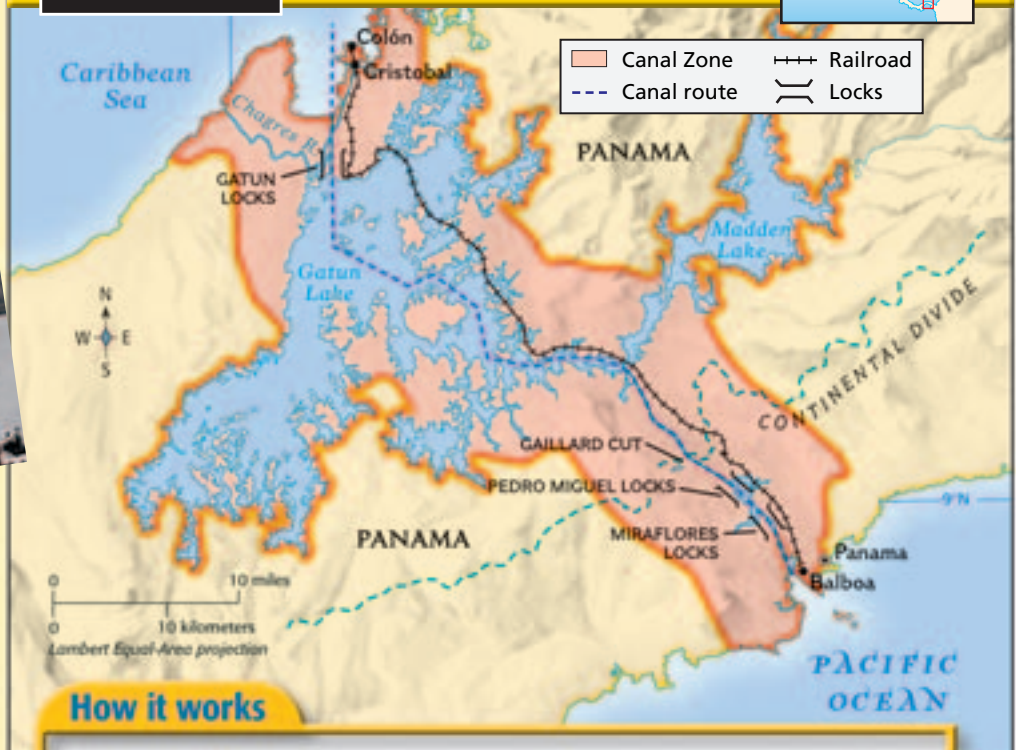 Colón
Cristobal
Caribbean
Sea
Chagres R.
Canal Zone
Railroad
Canal route
Locks
PANAMA
GATUN
LOCKS
Madden
Lake
Gatun
Lake
N
W E
S
CONTINENTAL DIVIDE
GAILLARD CUT
PEDRO MIGUEL LOCKS
9°N
MIRAFLORES
LOCKS
PANAMA
Panama
Balboa
0 10 miles
0 10 kilometers
Lambert Equal-Area projection
PACIFIC
OCEAN
How it works